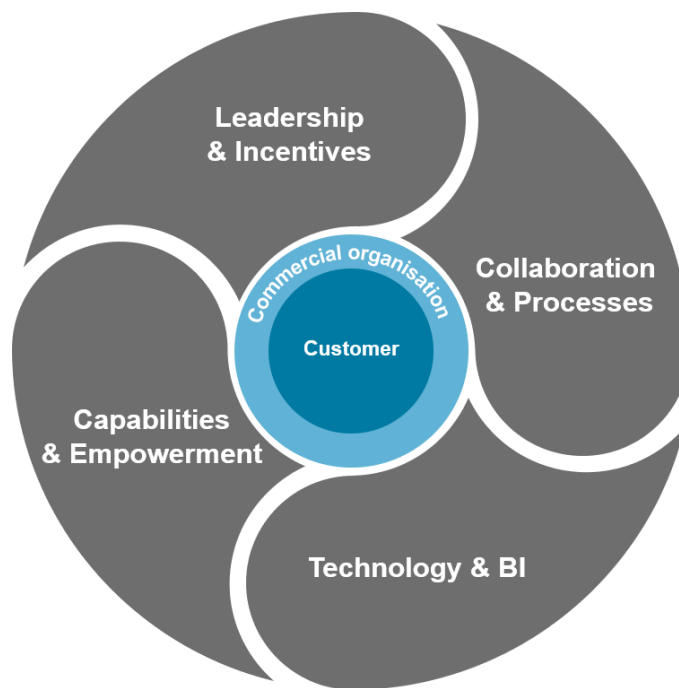 Leadership
& Incentives
Collaboration
& Processes
Commercial organisation
Customer
Capabilities
& Empowerment
Technology & BI